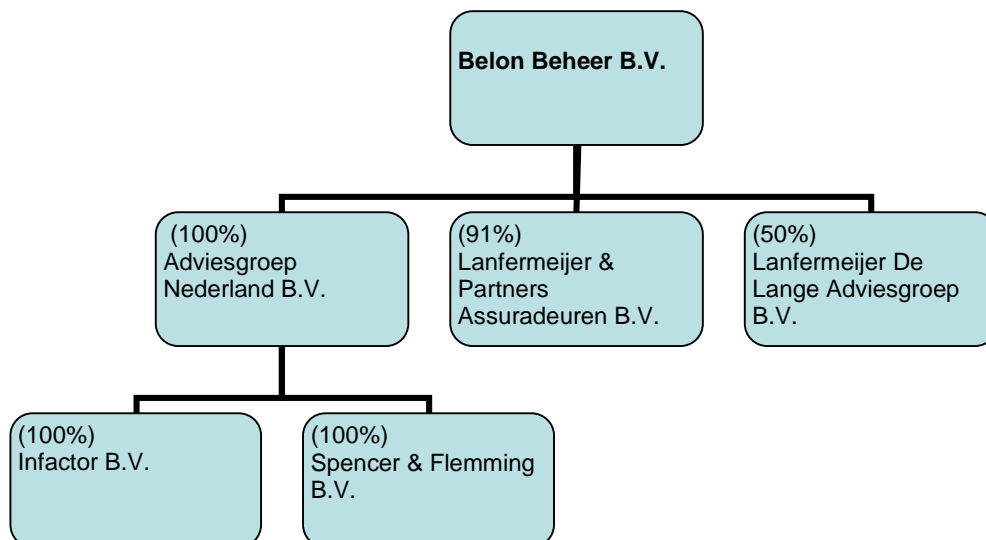 Belon Beheer B.V.
(100%)
Adviesgroep
Nederland B.V.
(91%)
Lanfermeijer &
Partners
Assuradeuren B.V.
(50%)
Lanfermeijer De
Lange Adviesgroep
B.V.
(100%)
Infactor B.V.
(100%)
Spencer & Flemming
B.V.